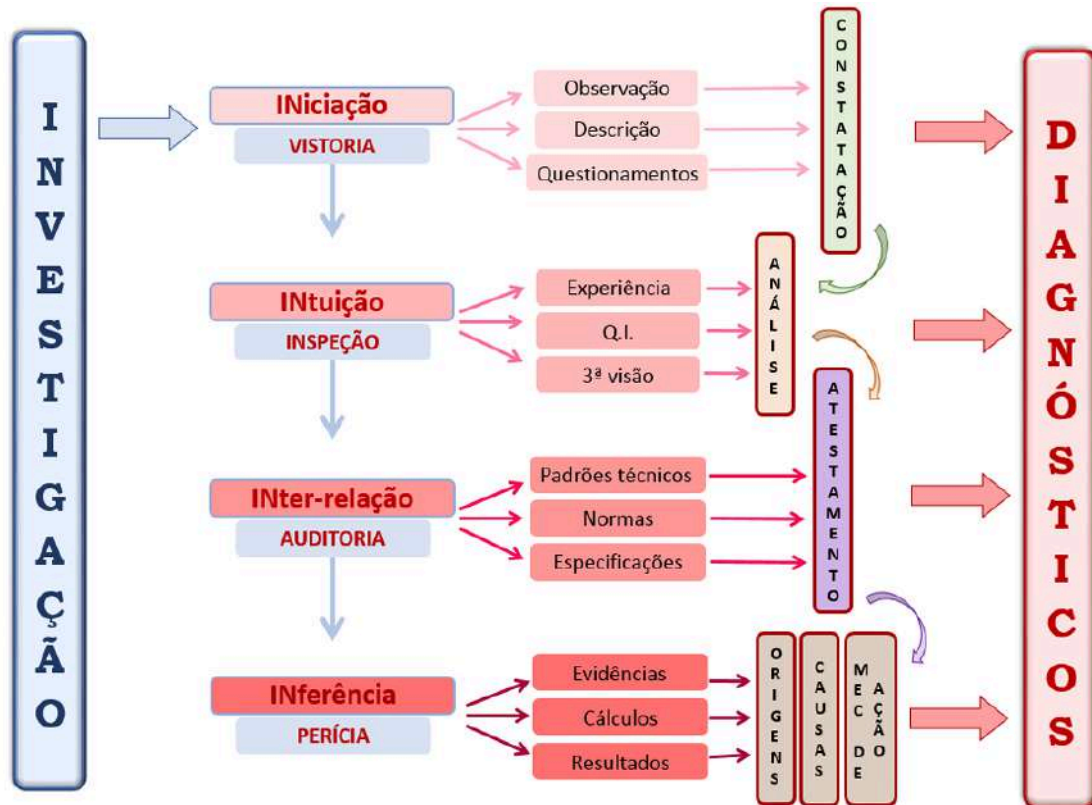 INVESTIGAÇÃO
INiciação
VISTORIA
Observação
Descrição
Questionamentos
CONSTATAÇÃO
INtuição
INSPEÇÃO
Experiência
Q.I.
3ª visão
ANÁLISE
INter-relação
AUDITORIA
Padrões técnicos
Normas
Especificações
ATESTAMENTO
INferência
PERÍCIA
Evidências
Cálculos
Resultados
ORIGENS
CAUSAS
MEC DE
AÇÃO
DIAGNÓSTICOS